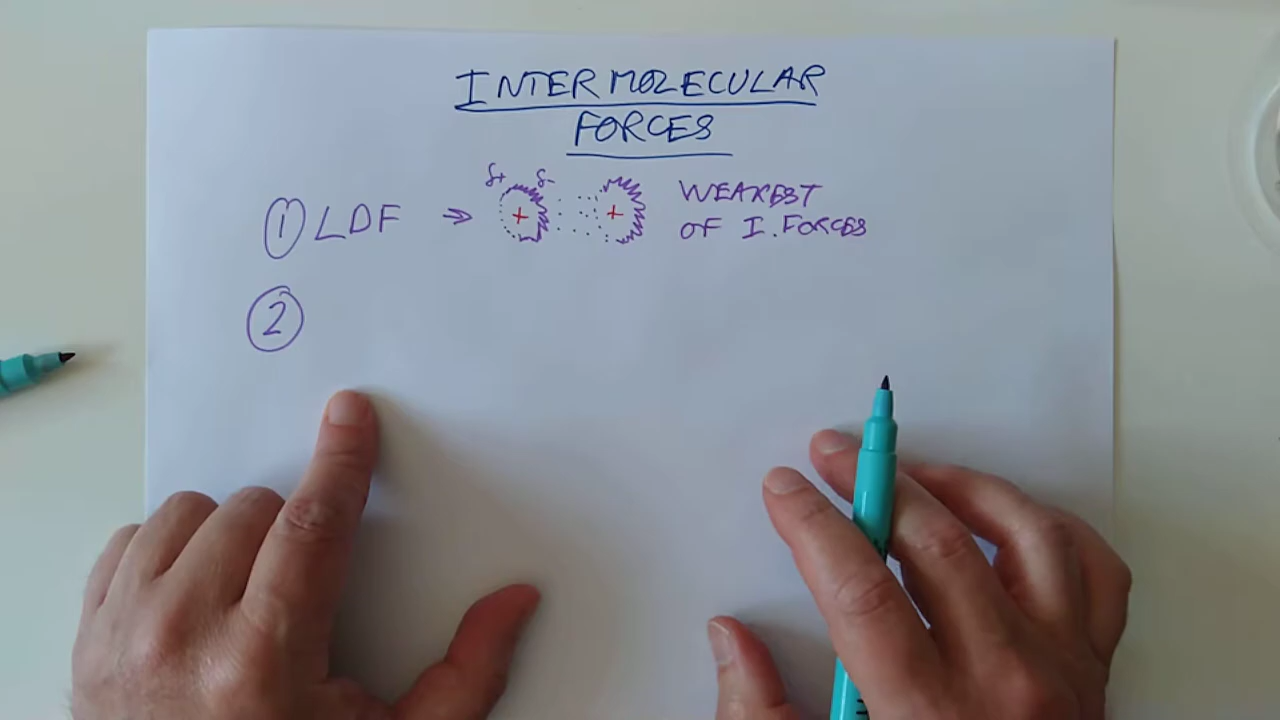 INTERMOLECULAR
FORCES
δ+ δ-
① LDF ⇒ + + WEAKEST
OF I. FORCES
②